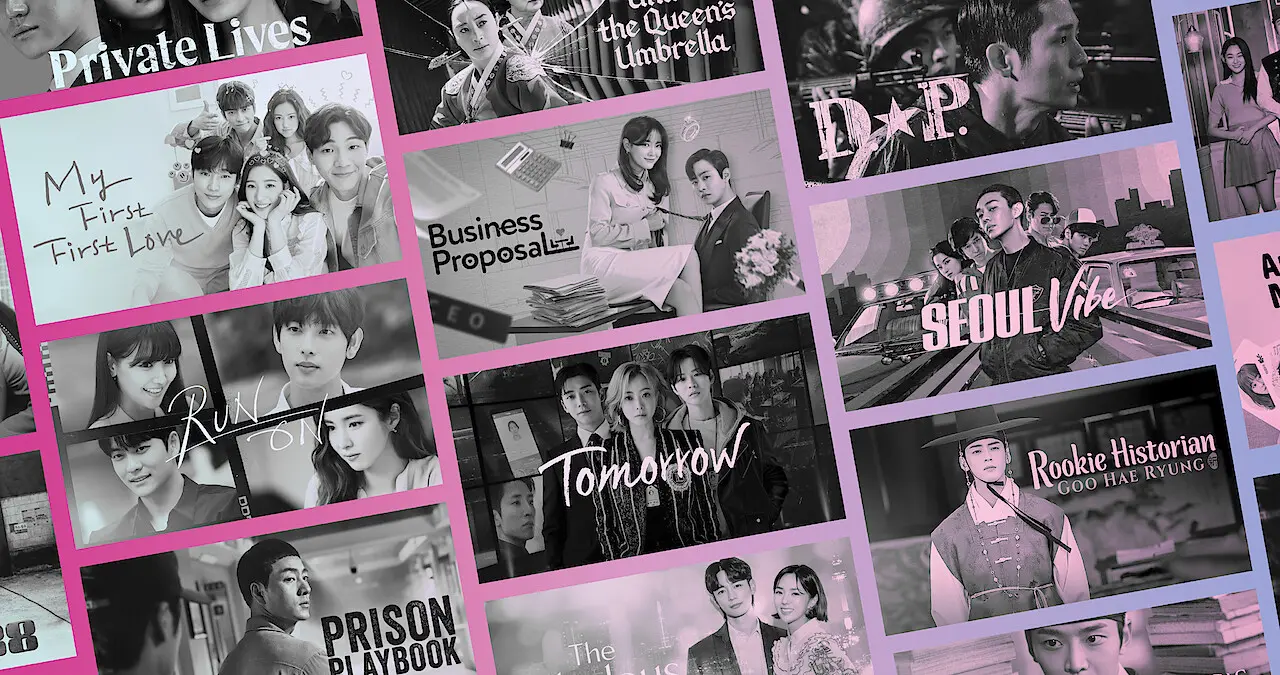 Private Lives
the Queen's
Umbrella
D★P.
My
First
First Love
Business
Proposal
CEO
SEOUL Vibe
RUN
ON
Tomorrow
Rookie Historian
GOO HAE RYUNG
PRISON
PLAYBOOK
The